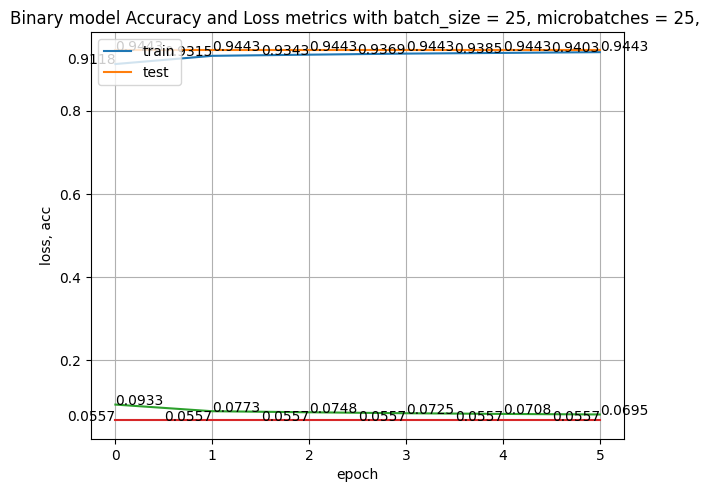 Binary model Accuracy and Loss metrics with batch_size = 25, microbatches = 25,
0.9443 0.9443 0.9443 0.9443 0.9443 0.9443
0.9118 0.9315 0.9343 0.9369 0.9385 0.9403
train
test
0.8
0.6
0.4
0.2
loss, acc
0.0933 0.0773 0.0748 0.0725 0.0708 0.0695
0.0557 0.0557 0.0557 0.0557 0.0557 0.0557
0 1 2 3 4 5
epoch